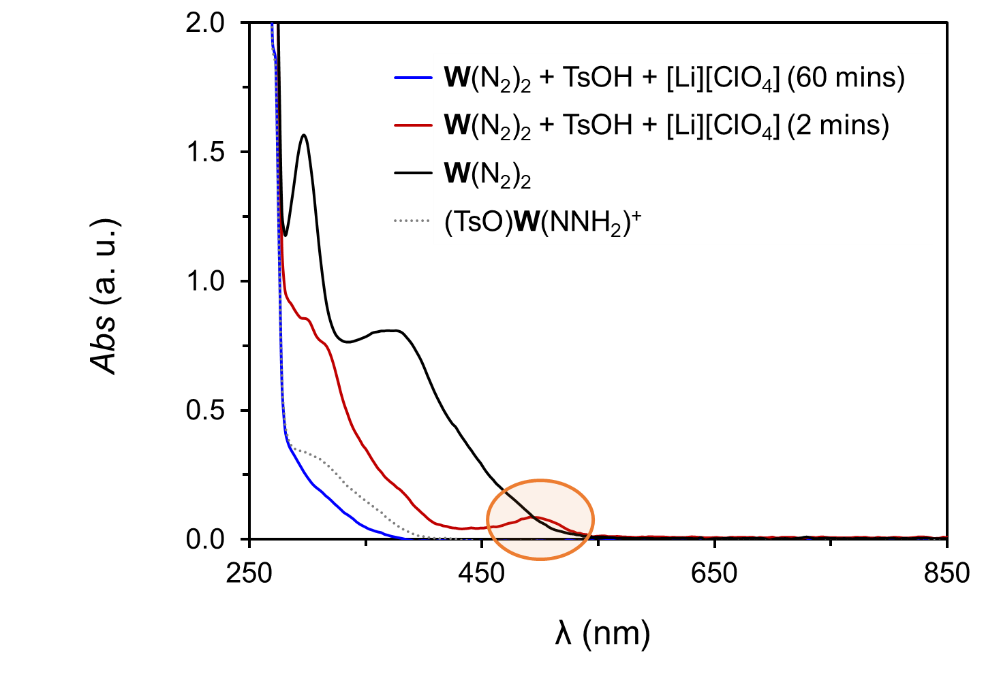 2.0
1.5
1.0
0.5
0.0
250
450
650
850
Abs (a. u.)
λ (nm)
W(N₂)₂ + TsOH + [Li][ClO₄] (60 mins)
W(N₂)₂ + TsOH + [Li][ClO₄] (2 mins)
W(N₂)₂
(TsO)W(NNH₂)⁺